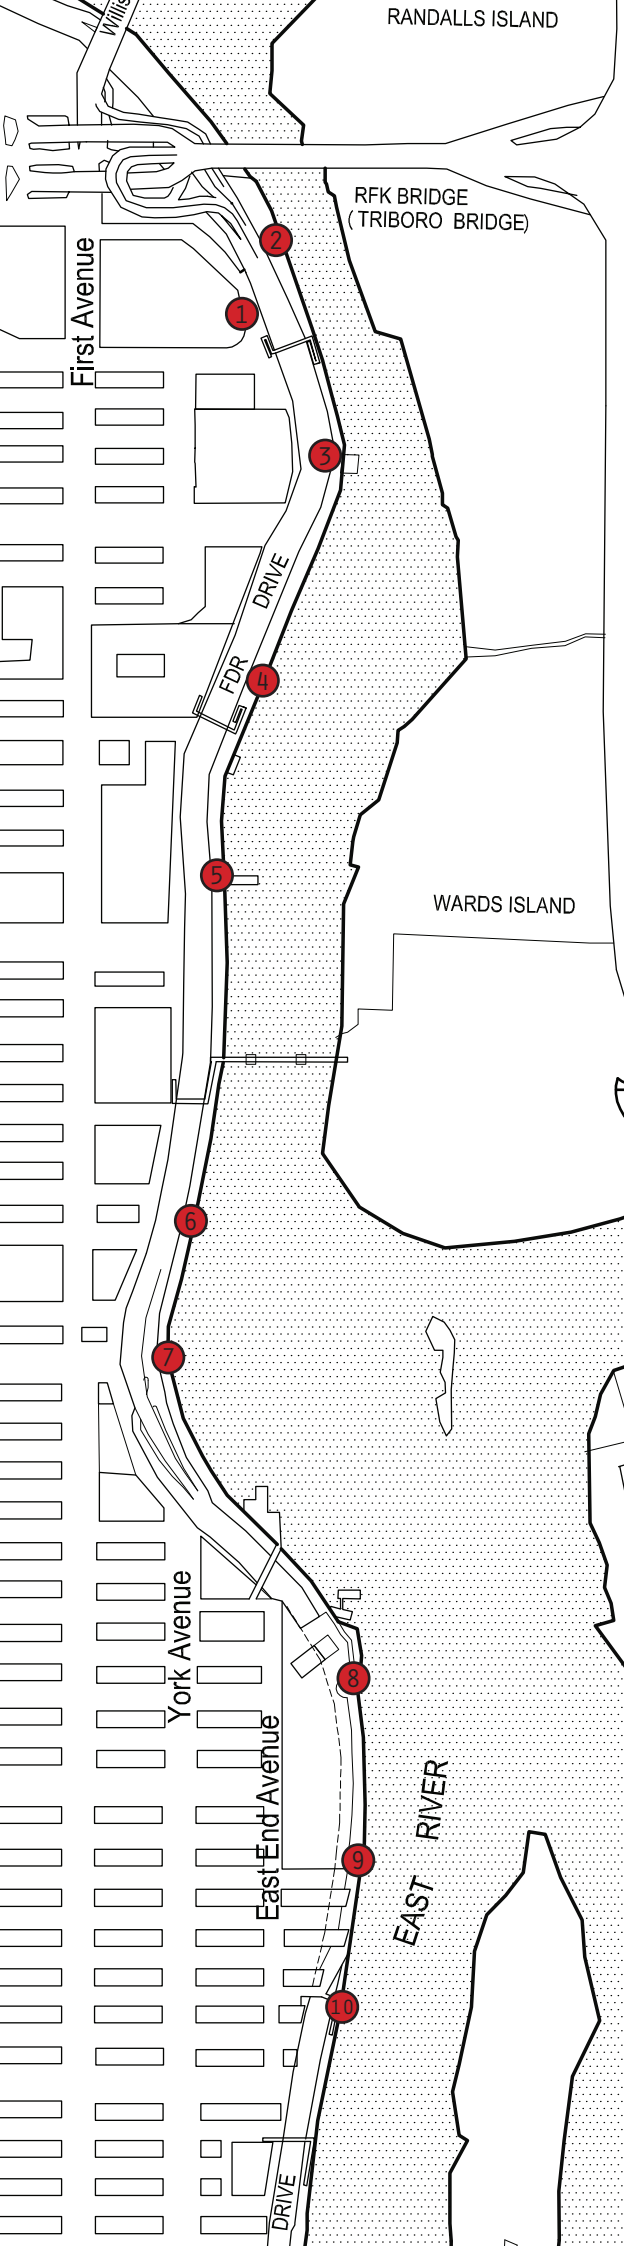 Willis
RANDALLS ISLAND
RFK BRIDGE
( TRIBORO BRIDGE)
2
First Avenue
1
3
DRIVE
FDR
4
5
WARDS ISLAND
6
7
York Avenue
8
East End Avenue
RIVER
EAST
9
10
DRIVE